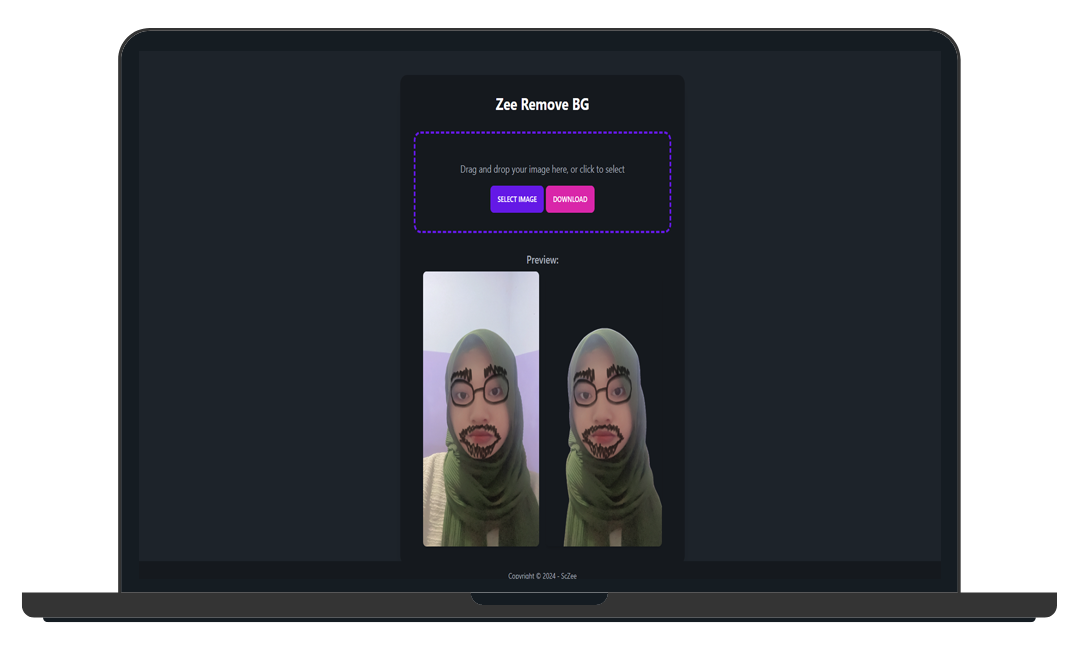 Zee Remove BG
Drag and drop your image here, or click to select
SELECT IMAGE DOWNLOAD
Preview:
Copyright © 2024 - ScZee